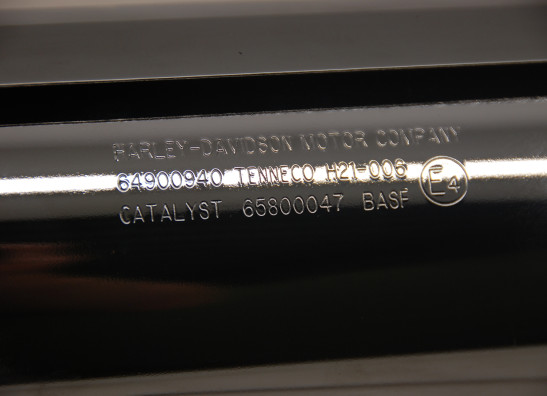 HARLEY-DAVIDSON MOTOR COMPANY
64900940 TENNECO H21-006 E4
CATALYST 65800047 BASF